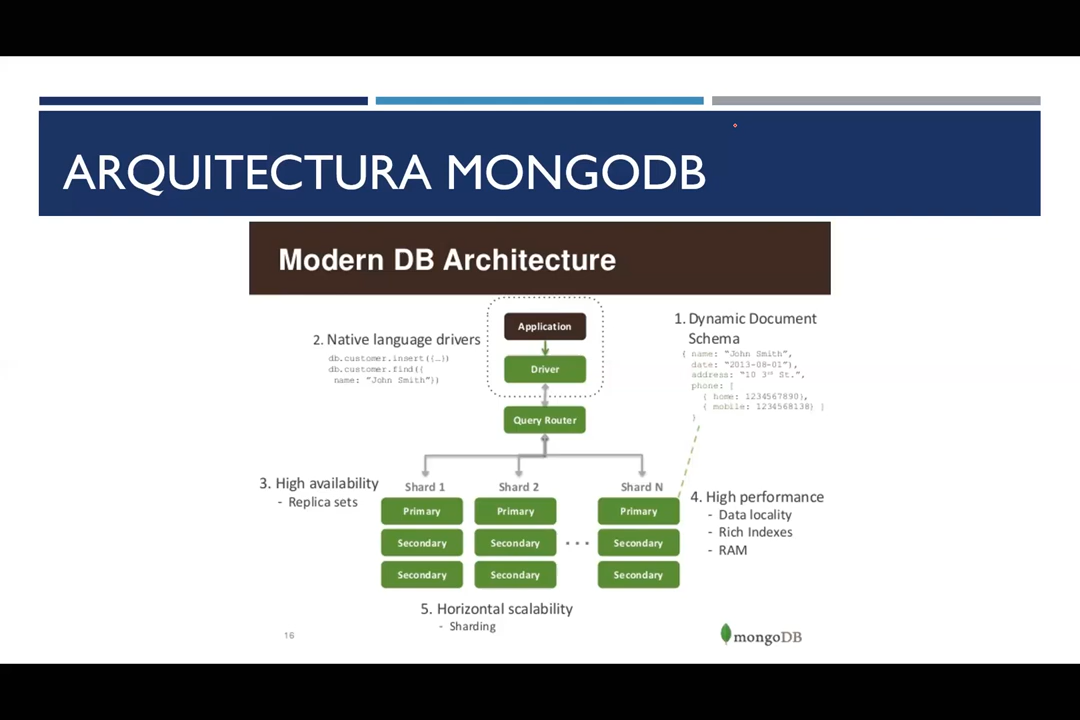 ARQUITECTURA MONGODB
Modern DB Architecture
Application
Driver
Query Router
2. Native language drivers
db.customer.insert({…})
db.customer.find({
name: "John Smith"})
1. Dynamic Document
Schema
{ name: "John Smith",
date: "2013-08-01"),
address: "10 3rd St.",
phone: [
{ home: 1234567890},
{ mobile: 1234568138} ]
}
3. High availability
- Replica sets
Shard 1
Primary
Secondary
Secondary
Shard 2
Primary
Secondary
Secondary
...
Shard N
Primary
Secondary
Secondary
4. High performance
- Data locality
- Rich Indexes
- RAM
5. Horizontal scalability
- Sharding
16
mongoDB